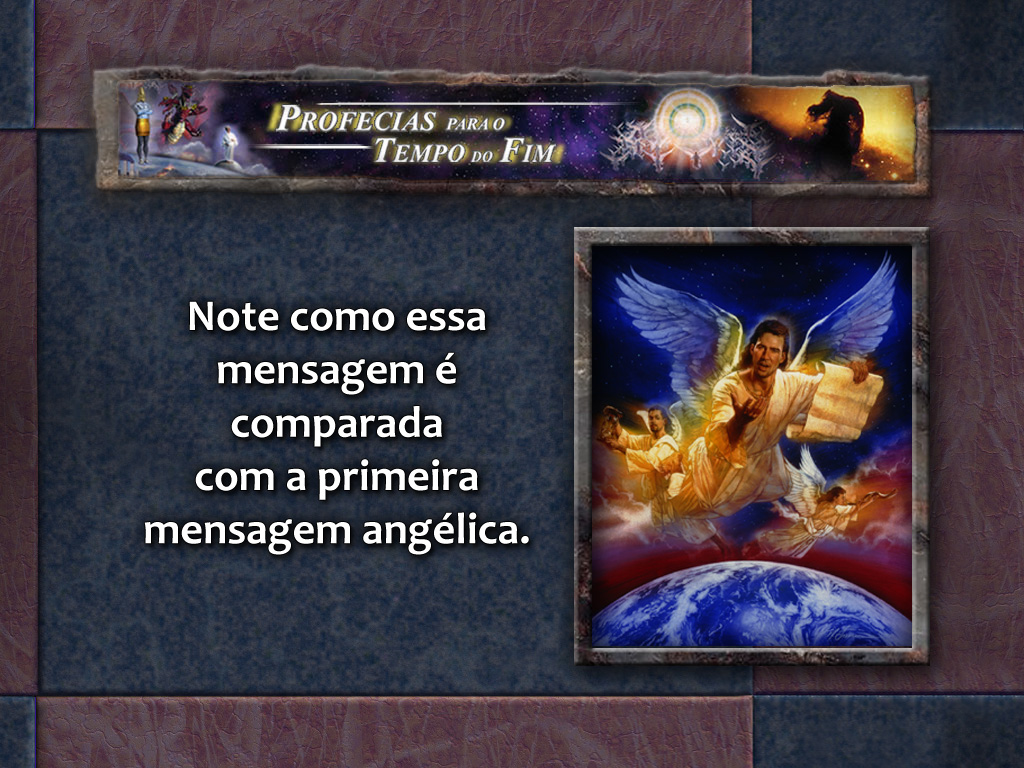 PROFECIAS PARA O
TEMPO DO FIM
Note como essa
mensagem é
comparada
com a primeira
mensagem angélica.